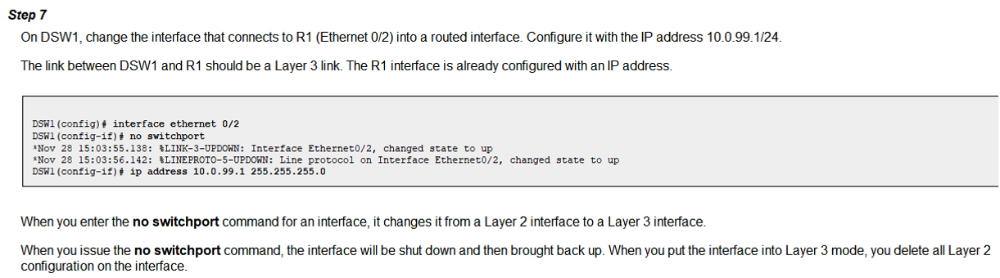 Step 7
On DSW1, change the interface that connects to R1 (Ethernet 0/2) into a routed interface. Configure it with the IP address 10.0.99.1/24.
The link between DSW1 and R1 should be a Layer 3 link. The R1 interface is already configured with an IP address.
DSW1(config)# interface ethernet 0/2
DSW1(config-if)# no switchport
*Nov 28 15:03:55.138: %LINK-3-UPDOWN: Interface Ethernet0/2, changed state to up
*Nov 28 15:03:56.142: %LINEPROTO-5-UPDOWN: Line protocol on Interface Ethernet0/2, changed state to up
DSW1(config-if)# ip address 10.0.99.1 255.255.255.0
When you enter the no switchport command for an interface, it changes it from a Layer 2 interface to a Layer 3 interface.
When you issue the no switchport command, the interface will be shut down and then brought back up. When you put the interface into Layer 3 mode, you delete all Layer 2
configuration on the interface.